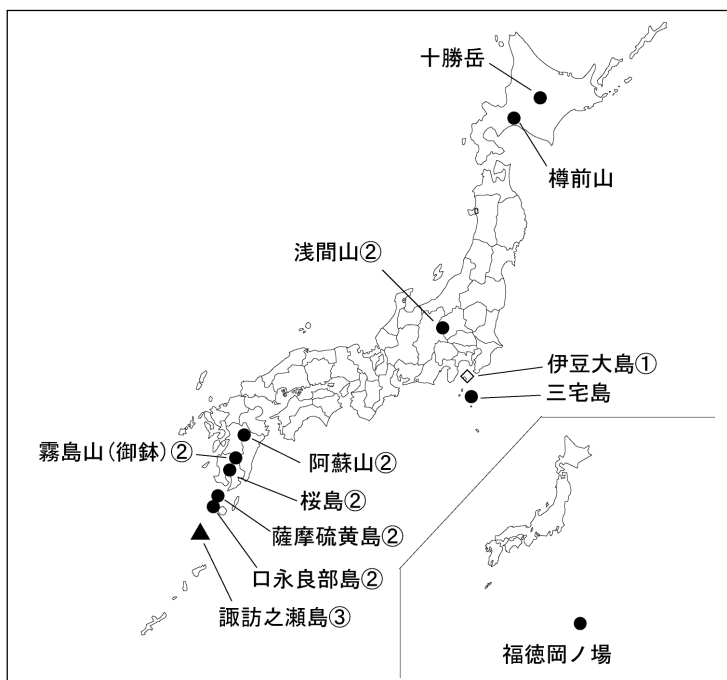 十勝岳
樽前山
浅間山②
伊豆大島①
三宅島
霧島山(御鉢)②
阿蘇山②
桜島②
薩摩硫黄島②
口永良部島②
諏訪之瀬島③
福徳岡ノ場